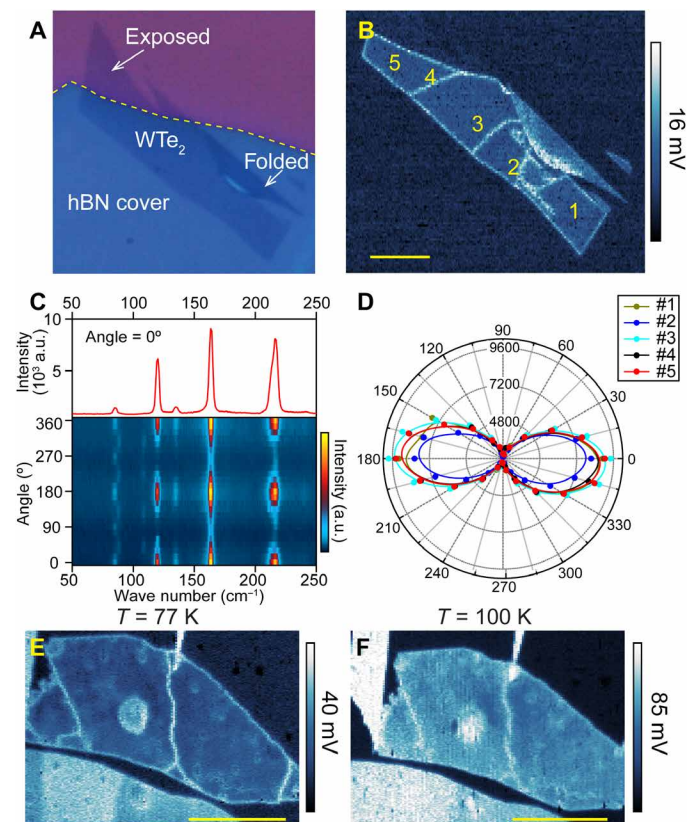 A
Exposed
WTe₂
Folded
hBN cover
B
5
4
3
2
1
16 mV
C
50 100 150 200 250
Intensity
(10³ a.u.)
10
5
Angle = 0º
Angle (º)
360
270
180
90
0
50 100 150 200 250
Wave number (cm⁻¹)
Intensity (a.u.)
D
90
120 60
150
180 0
210 330
240 300
270
9600
7200
4800
#1
#2
#3
#4
#5
T = 77 K
E
40 mV
T = 100 K
F
85 mV